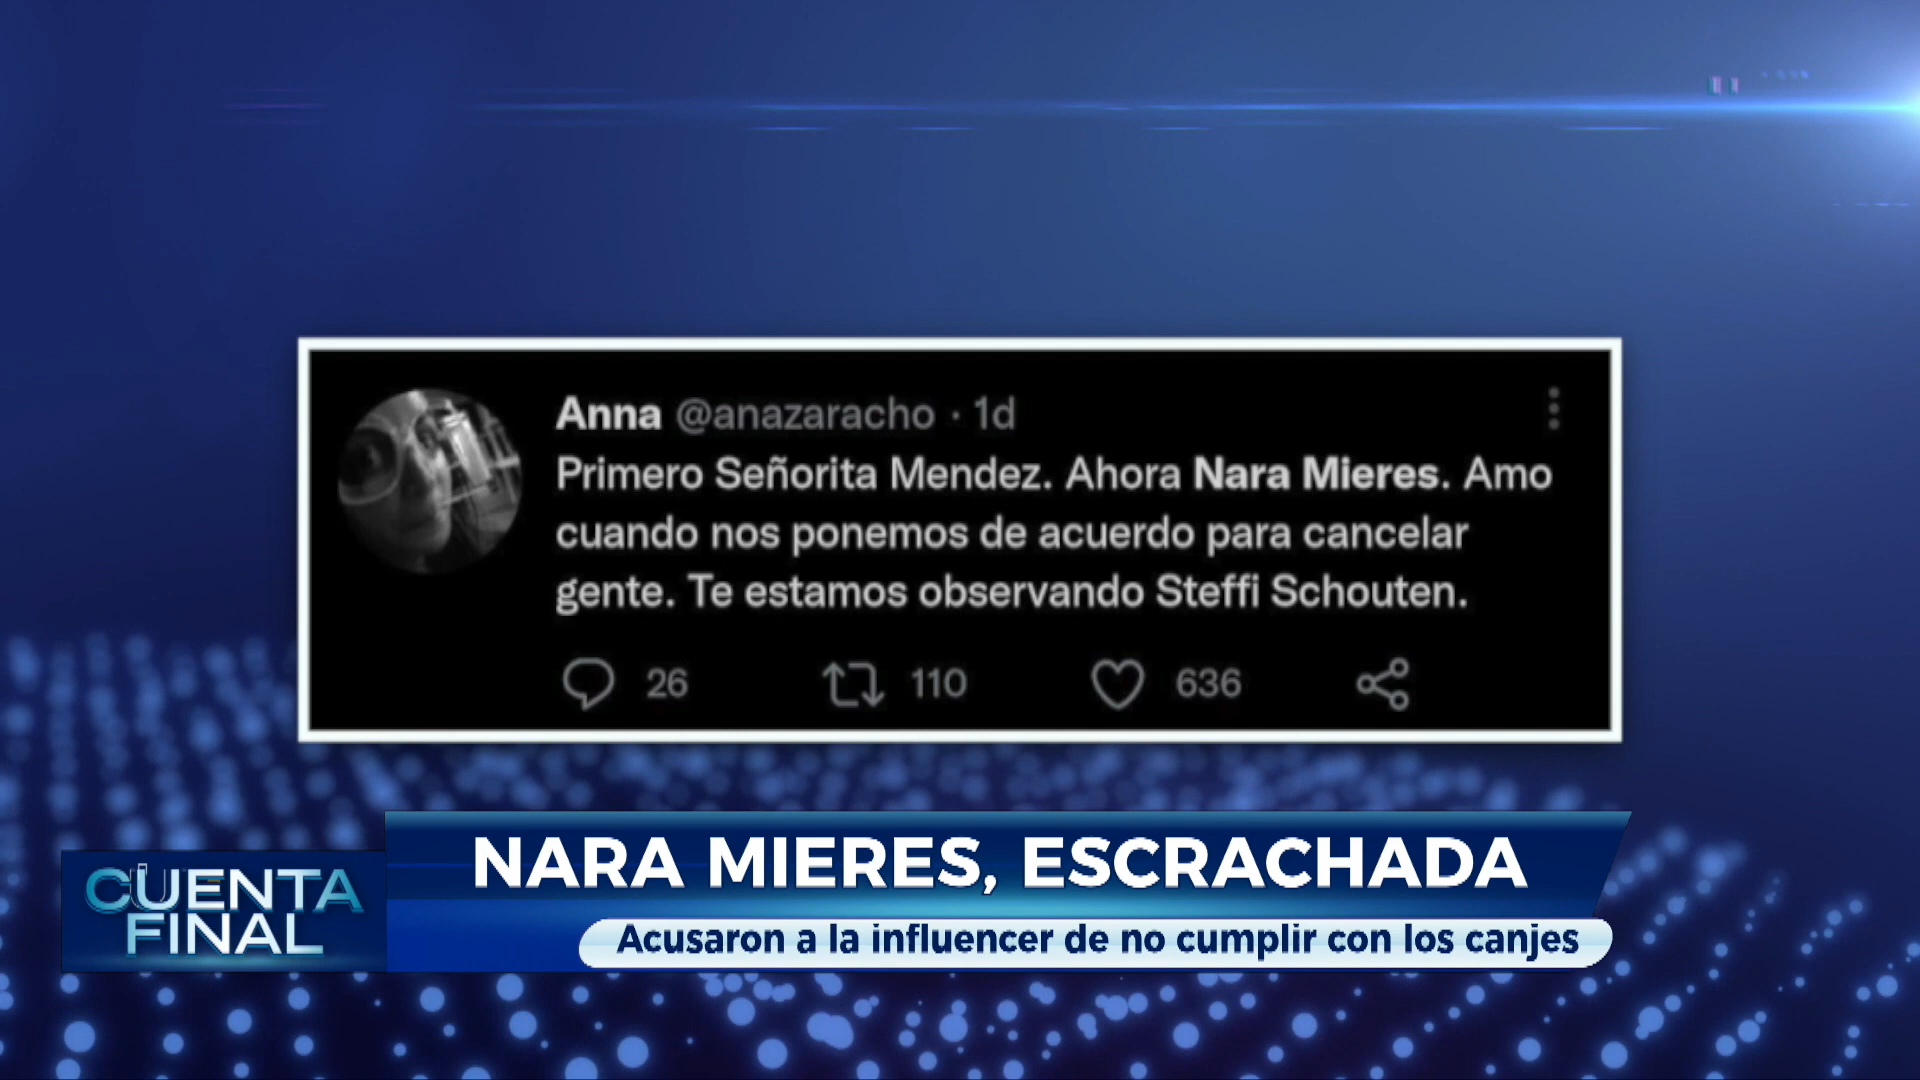 Anna @anazaracho · 1d
Primero Señorita Mendez. Ahora Nara Mieres. Amo
cuando nos ponemos de acuerdo para cancelar
gente. Te estamos observando Steffi Schouten.
26 110 636
NARA MIERES, ESCRACHADA
CUENTA
FINAL
Acusaron a la influencer de no cumplir con los canjes